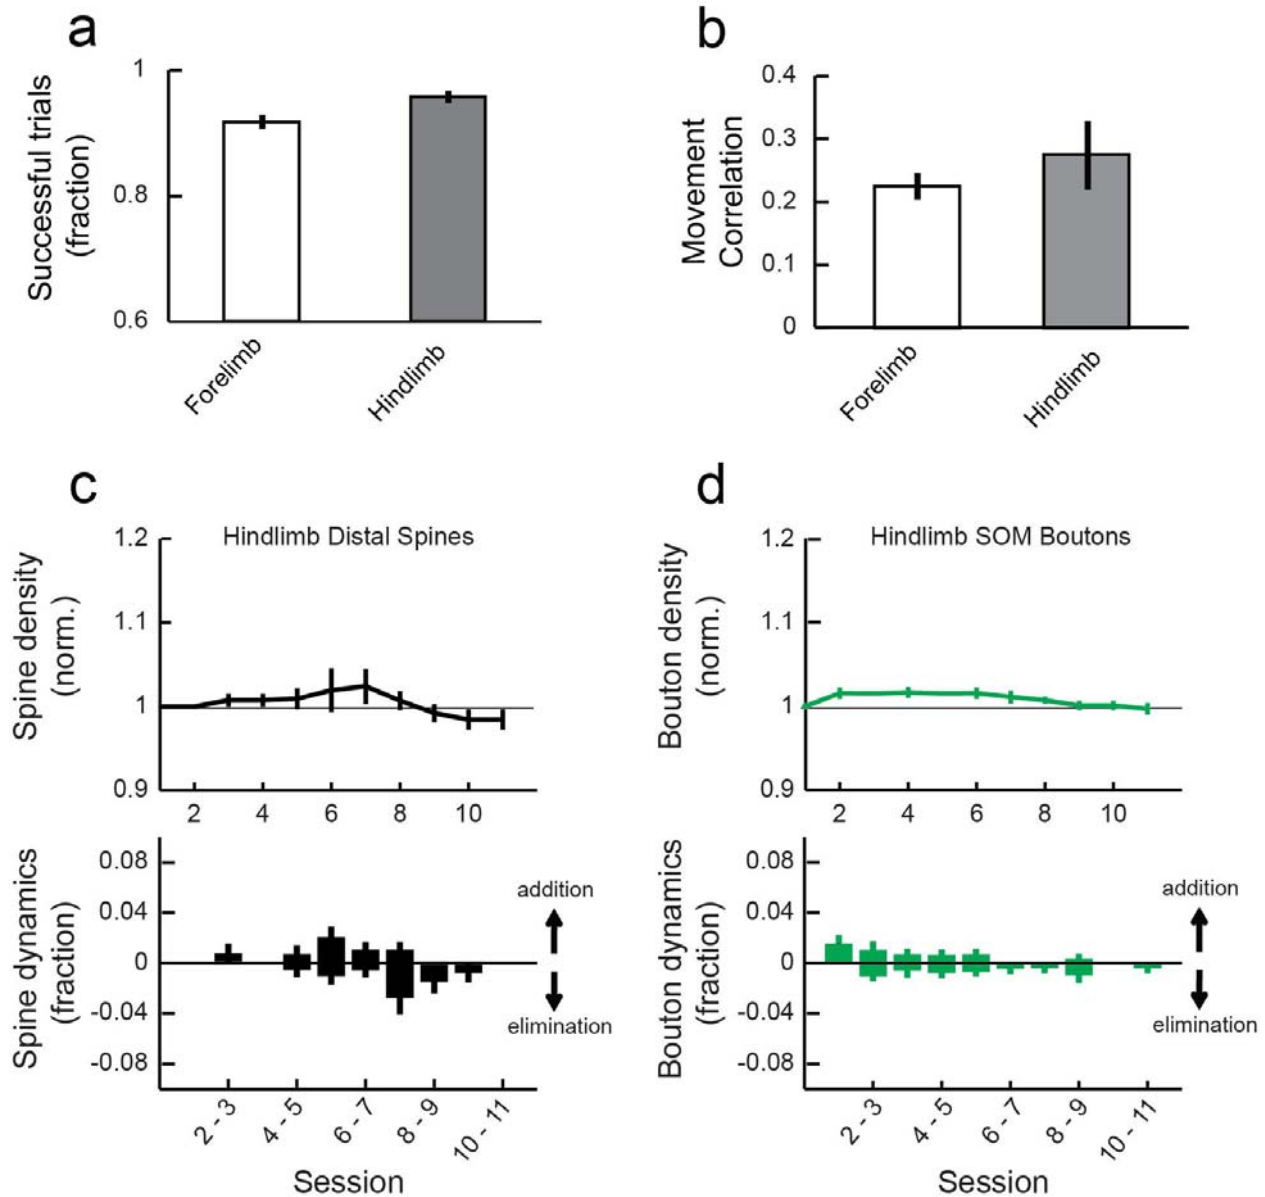 a
Successful trials
(fraction)
1
0.8
0.6
Forelimb
Hindlimb
b
Movement
Correlation
0.4
0.3
0.2
0.1
0
Forelimb
Hindlimb
c
Hindlimb Distal Spines
Spine density
(norm.)
1.2
1.1
1
0.9
2 4 6 8 10
Spine dynamics
(fraction)
0.08
0.04
0
-0.04
-0.08
addition
elimination
2 - 3
4 - 5
6 - 7
8 - 9
10 - 11
Session
d
Hindlimb SOM Boutons
Bouton density
(norm.)
1.2
1.1
1
0.9
2 4 6 8 10
Bouton dynamics
(fraction)
0.08
0.04
0
-0.04
-0.08
addition
elimination
2 - 3
4 - 5
6 - 7
8 - 9
10 - 11
Session